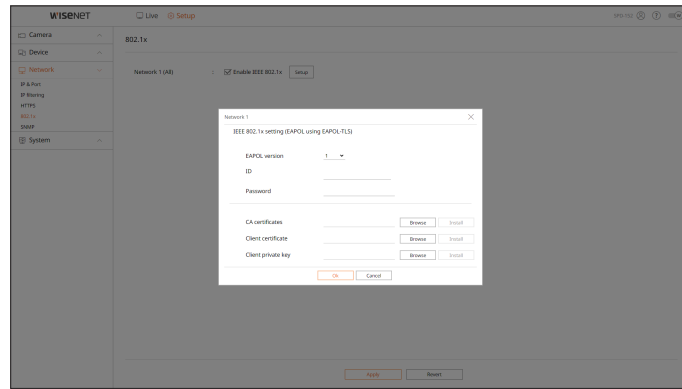 WISENET
Live Setup
Camera
802.1x
Device
Network
Network 1 (All) : Enable IEEE 802.1x Setup
IP & Port
IP filtering
HTTPS
802.1x
SNMP
System
Network 1
IEEE 802.1x setting (EAPOL using EAPOL-TLS)
EAPOL version 1
ID
Password
CA certificates Browse Install
Client certificate Browse Install
Client private key Browse Install
OK Cancel
Apply Revert